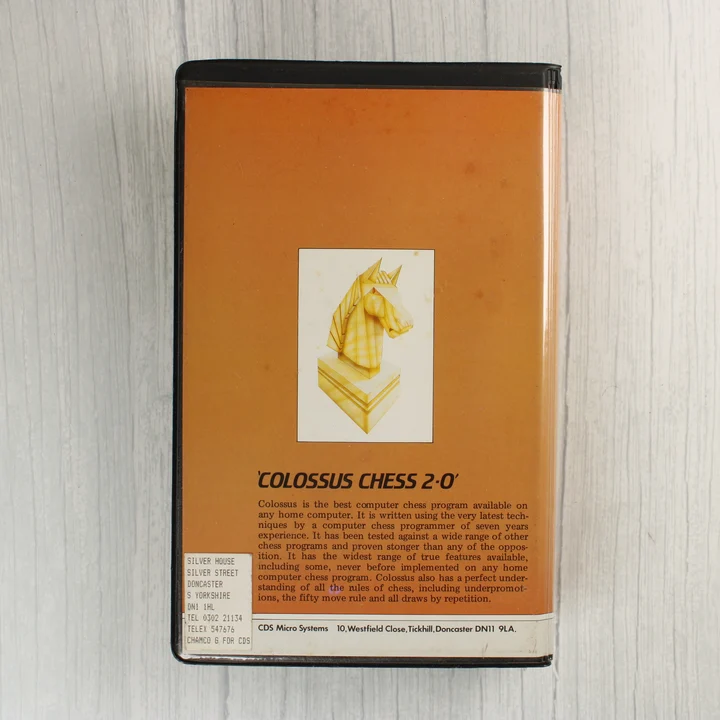 'COLOSSUS CHESS 2·0'
Colossus is the best computer chess program available on
any home computer. It is written using the very latest tech-
niques by a computer chess programmer of seven years
experience. It has been tested against a wide range of other
chess programs and proven stonger than any of the oppos-
ition. It has the widest range of true features available,
including some, never before implemented on any home
computer chess program. Colossus also has a perfect under-
standing of all the rules of chess, including underpromot-
ions, the fifty move rule and all draws by repetition.
SILVER HOUSE
SILVER STREET
DONCASTER
S YORKSHIRE
DN1 1HL
TEL 0302 21134
TELEX 547676
CHAMCO G FOR CDS
CDS Micro Systems 10,Westfield Close,Tickhill,Doncaster DN11 9LA.